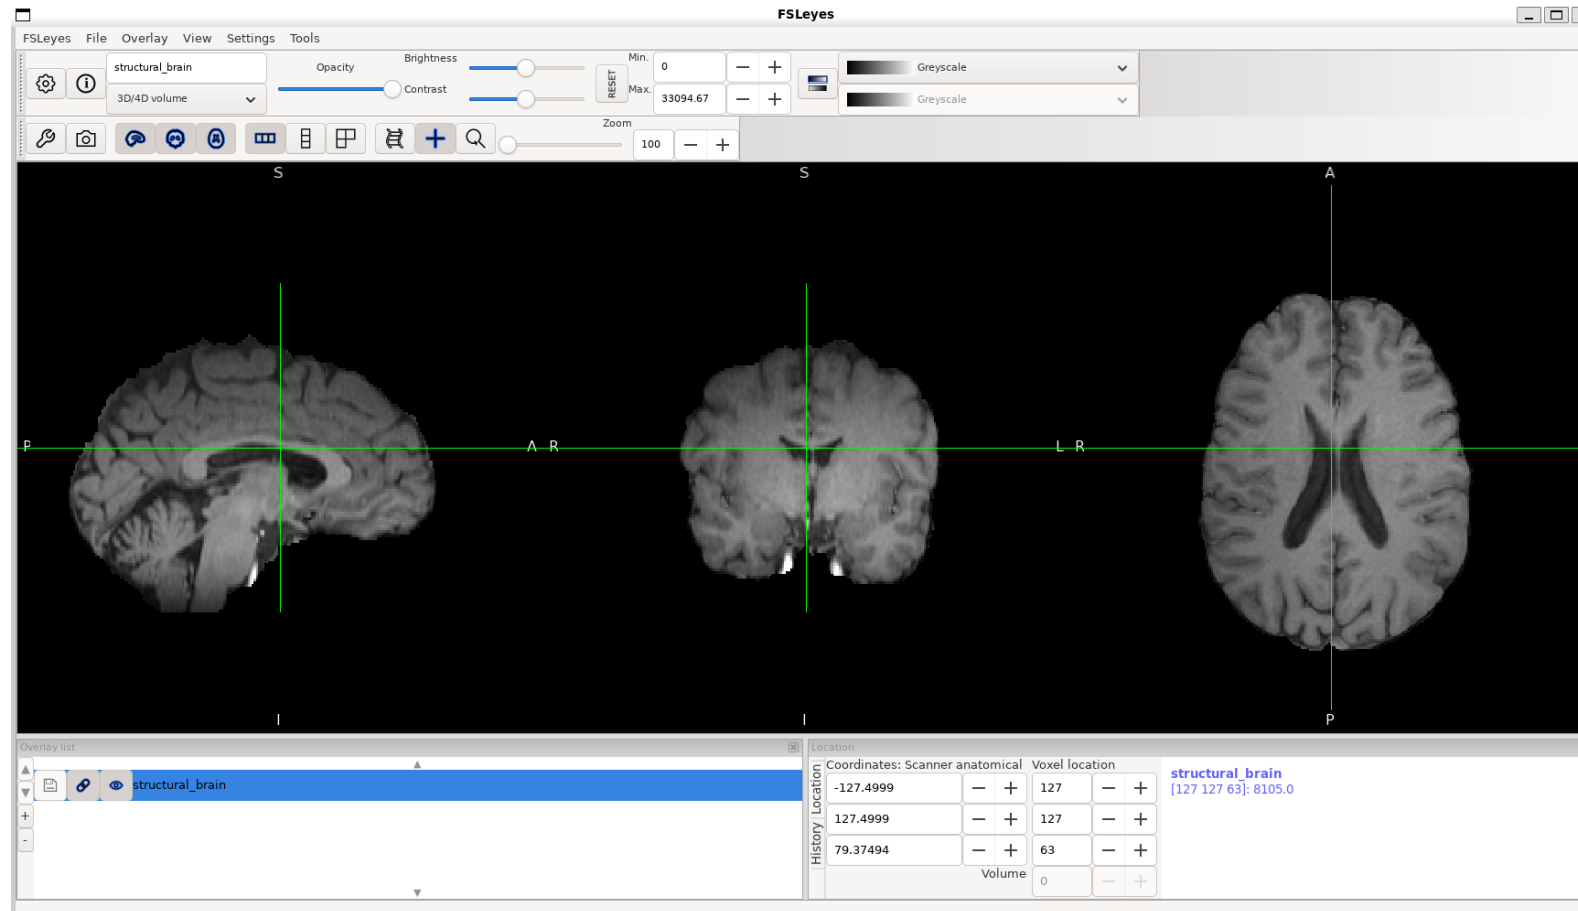 FSLeyes
FSLeyes File Overlay View Settings Tools
structural_brain
3D/4D volume
Opacity
Brightness
Contrast
RESET
Min.
0
Max.
33094.67
Greyscale
Greyscale
Zoom
100
S
S
A
P
A R
L R
I
I
P
Overlay list
structural_brain
+
-
Location
Location
History
Coordinates: Scanner anatomical Voxel location
-127.4999
127
127.4999
127
79.37494
63
Volume
0
structural_brain
[127 127 63]: 8105.0